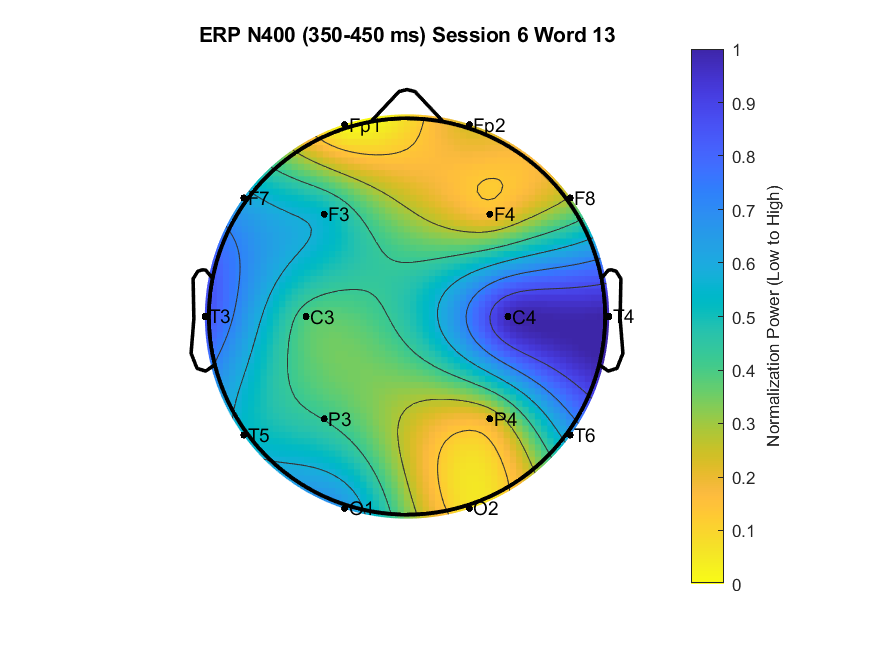 ERP N400 (350-450 ms) Session 6 Word 13
Fp1
Fp2
F7
F3
F4
F8
T3
C3
C4
T4
T5
P3
P4
T6
O1
O2
1
0.9
0.8
0.7
0.6
0.5
0.4
0.3
0.2
0.1
0
Normalization Power (Low to High)